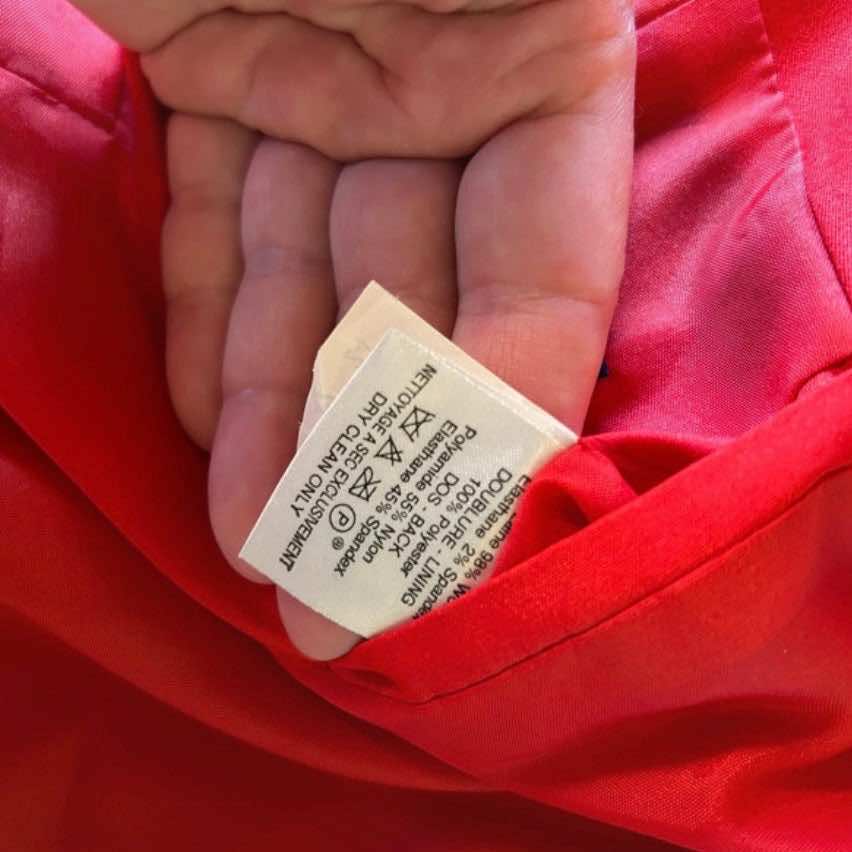 98%
Elasthane 2% Spandex
DOUBLURE - LINING
100% Polyester
DOS - BACK
Polyamide 55% Nylon
Elasthane 45% Spandex
P
NETTOYAGE A SEC EXCLUSIVEMENT
DRY CLEAN ONLY